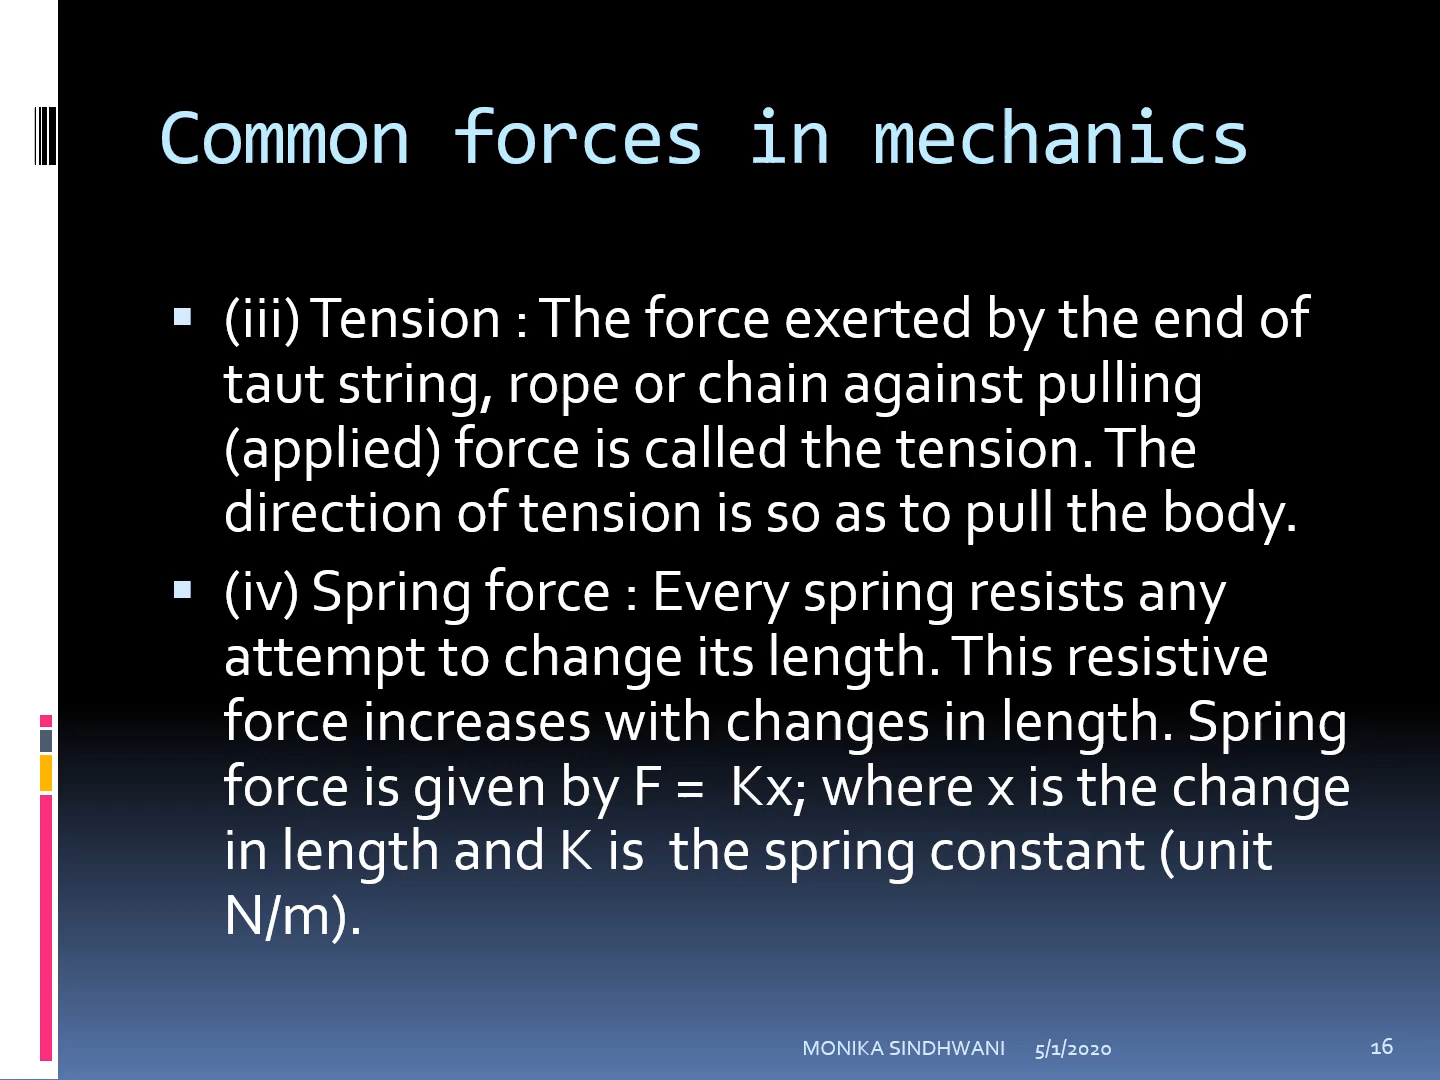 Common forces in mechanics
▪ (iii) Tension : The force exerted by the end of
taut string, rope or chain against pulling
(applied) force is called the tension. The
direction of tension is so as to pull the body.
▪ (iv) Spring force : Every spring resists any
attempt to change its length. This resistive
force increases with changes in length. Spring
force is given by F =  Kx; where x is the change
in length and K is  the spring constant (unit
N/m).
MONIKA SINDHWANI 5/1/2020 16